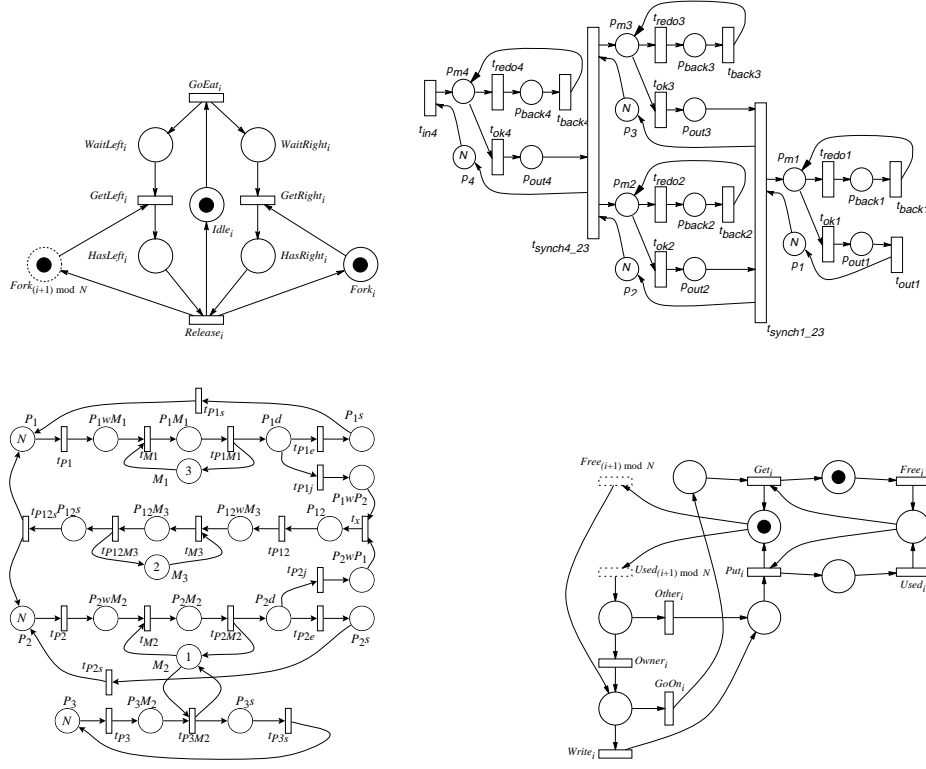 GoEat_i
WaitLeft_i WaitRight_i
GetLeft_i GetRight_i
Idle_i
HasLeft_i HasRight_i
Fork_(i+1) mod N Fork_i
Release_i
p_m3 t_redo3
p_back3 t_back3
p_m4 t_redo4
t_ok3
N p_3 p_out3
p_back4 t_back4
t_in4 t_ok4
N p_4 p_out4
p_m1 t_redo1
p_m2 t_redo2
p_back1 t_back1
p_back2 t_back2
t_ok1
N p_1 p_out1
t_synch4_23 t_ok2
N p_2 p_out2
t_out1
t_synch1_23
t_P1s
P_1 P_1wM_1 P_1M_1 P_1d P_1s
N
t_P1 t_M1 t_P1M1 t_P1e
3
M_1 t_P1j
P_1wP_2
t_P12s P_12s P_12M_3 P_12wM_3 P_12 t_x
t_P12M3 t_M3 t_P12
2 M_3
P_2wP_1
t_P2j
P_2wM_2 P_2M_2 P_2d
N
P_2 t_P2 t_M2 t_P2M2 t_P2e P_2s
M_2 1
t_P2s
P_3 P_3M_2 P_3s
N
t_P3 t_P3M2 t_P3s
Free_(i+1) mod N Get_i Free_i
Used_(i+1) mod N Put_i Used_i
Other_i
Owner_i
GoOn_i
Write_i